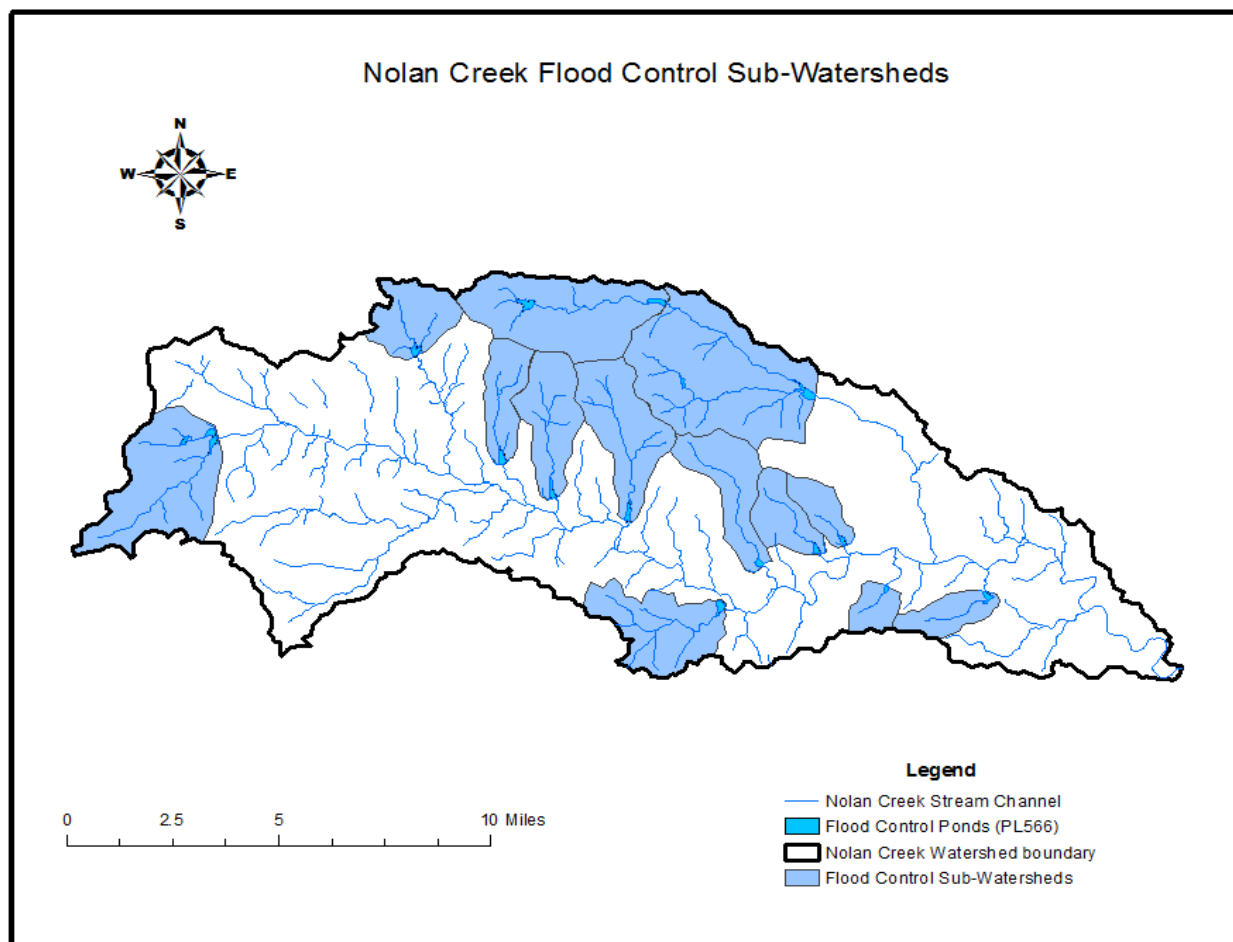 Nolan Creek Flood Control Sub-Watersheds
N
W E
S
0 2.5 5 10 Miles
Legend
Nolan Creek Stream Channel
Flood Control Ponds (PL566)
Nolan Creek Watershed boundary
Flood Control Sub-Watersheds